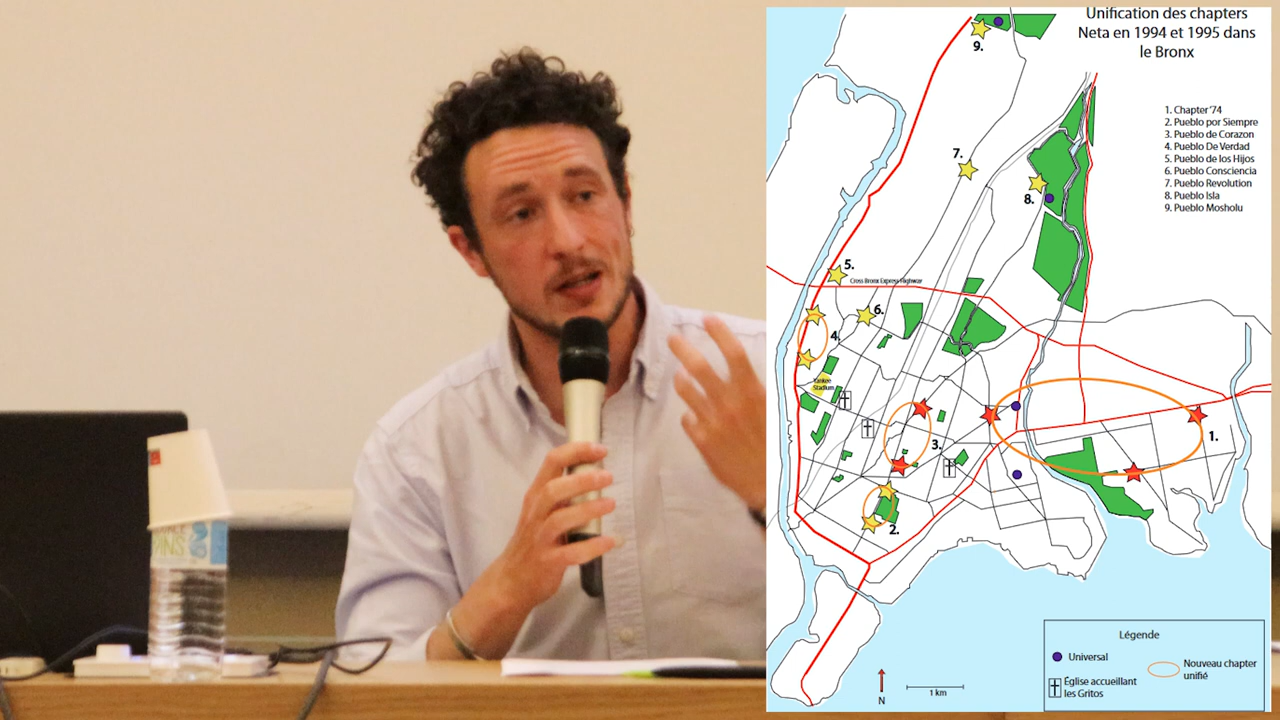 Unification des chapters
Neta en 1994 et 1995 dans
le Bronx
1. Chapter '74
2. Pueblo por Siempre
3. Pueblo de Corazon
4. Pueblo De Verdad
5. Pueblo de los Hijos
6. Pueblo Consciencia
7. Pueblo Revolution
8. Pueblo Isla
9. Pueblo Mosholu
9.
7.
8.
5.
Cross Bronx Express Highway
6.
4.
Yankee
Stadium
3.
1.
2.
Légende
Universal
Église accueillant
les Gritos
Nouveau chapter
unifié
N
1 km